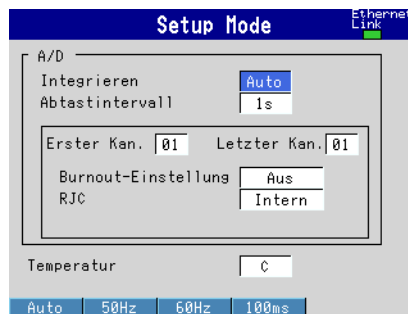 Setup Mode
Ethernet
Link
A/D
Integrieren Auto
Abtastintervall 1s
Erster Kan. 01 Letzter Kan. 01
Burnout-Einstellung Aus
RJC Intern
Temperatur C
Auto 50Hz 60Hz 100ms